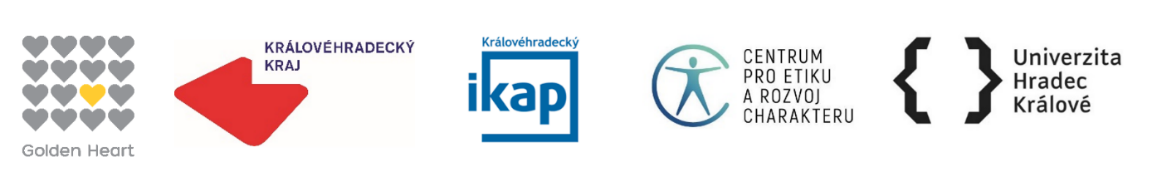 Golden Heart
KRÁLOVÉHRADECKÝ
KRAJ
Královéhradecký
ikap
CENTRUM
PRO ETIKU
A ROZVOJ
CHARAKTERU
Univerzita
Hradec
Králové